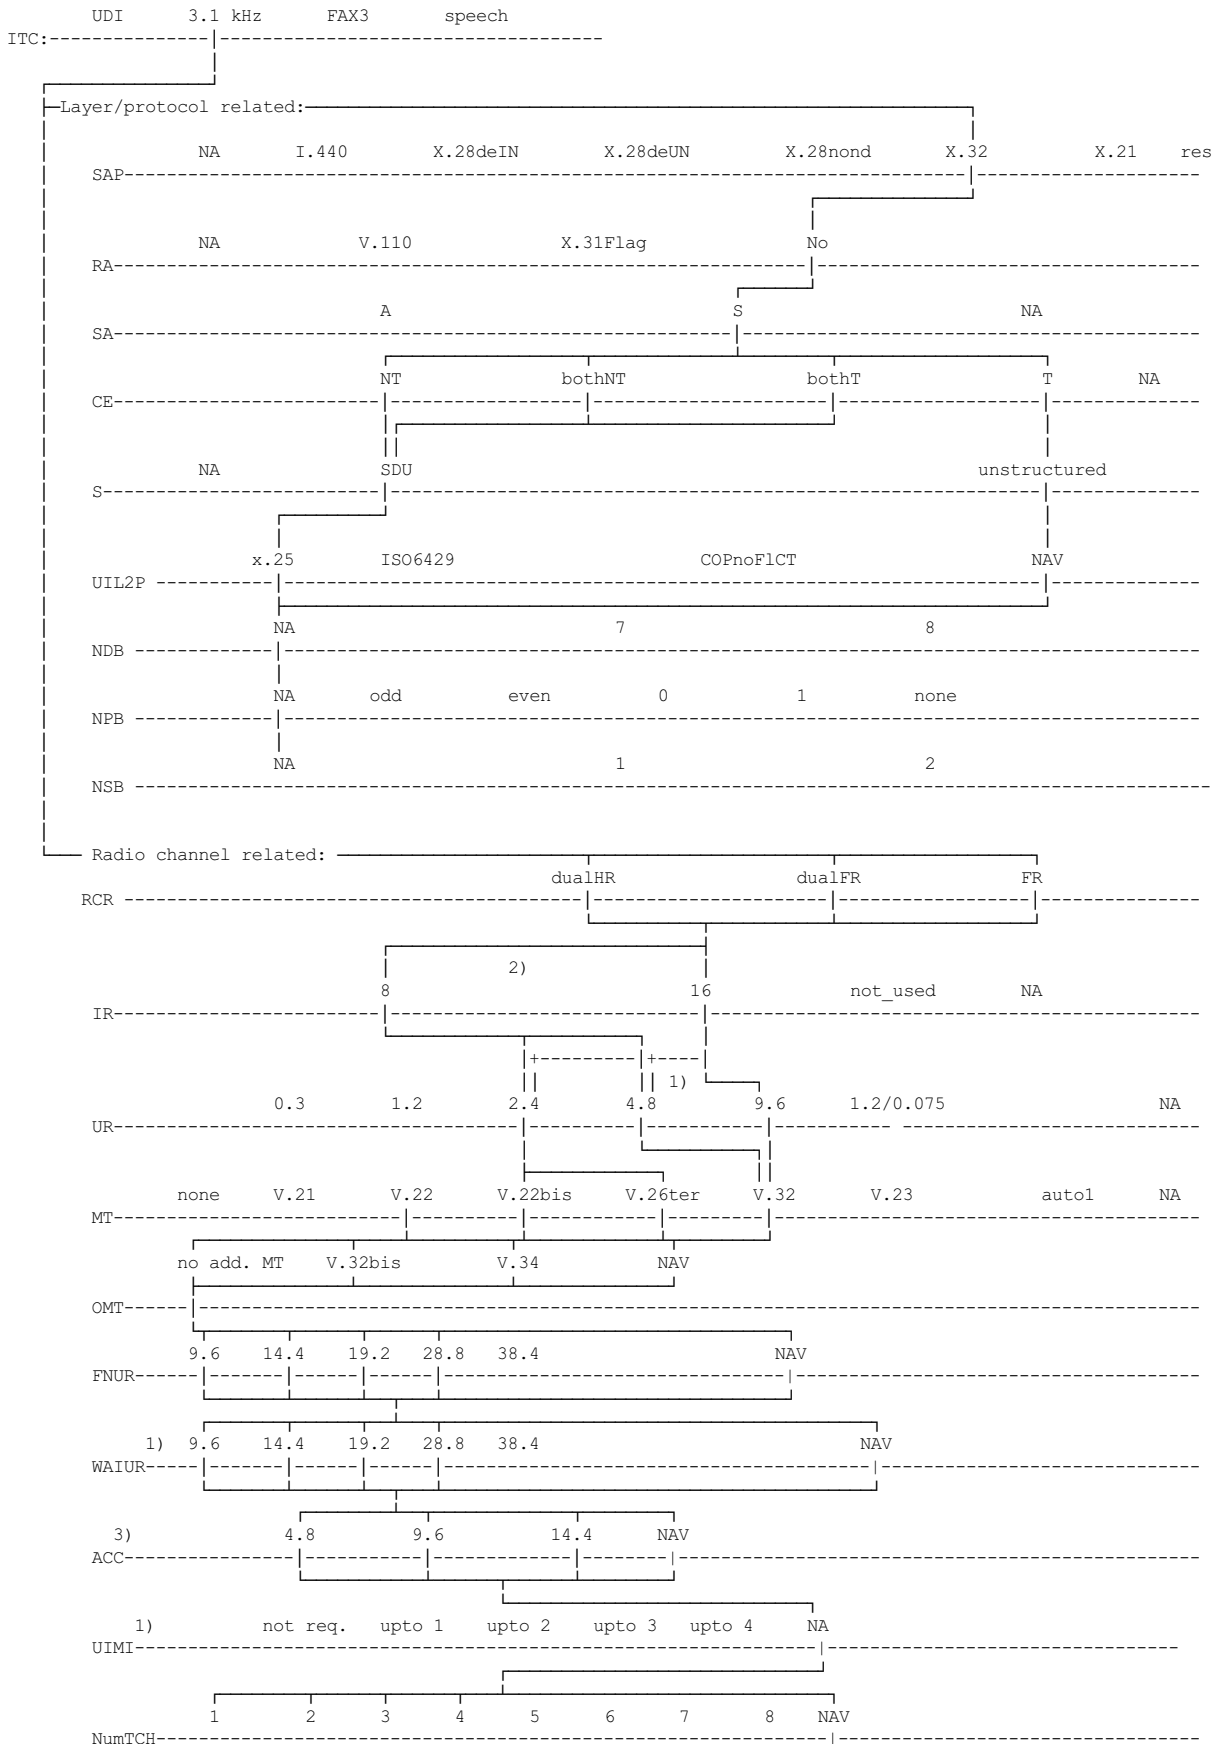 UDI 3.1 kHz FAX3 speech
ITC:
Layer/protocol related:
NA I.440 X.28deIN X.28deUN X.28nond X.32 X.21 res
SAP
NA V.110 X.31Flag No
RA
A S NA
SA
NT bothNT bothT T NA
CE
NA SDU unstructured
S
x.25 ISO6429 COPnoFlCT NAV
UIL2P
NA 7 8
NDB
NA odd even 0 1 none
NPB
NA 1 2
NSB
Radio channel related:
dualHR dualFR FR
RCR
2)
8 16 not_used NA
IR
1)
0.3 1.2 2.4 4.8 9.6 1.2/0.075 NA
UR
none V.21 V.22 V.22bis V.26ter V.32 V.23 auto1 NA
MT
no add. MT V.32bis V.34 NAV
OMT
9.6 14.4 19.2 28.8 38.4 NAV
FNUR
1) 9.6 14.4 19.2 28.8 38.4 NAV
WAIUR
3) 4.8 9.6 14.4 NAV
ACC
1) not req. upto 1 upto 2 upto 3 upto 4 NA
UIMI
1 2 3 4 5 6 7 8 NAV
NumTCH